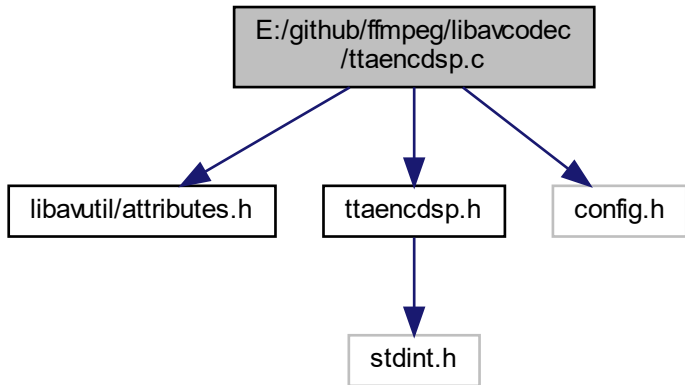 E:/github/ffmpeg/libavcodec
/ttaencdsp.c
libavutil/attributes.h
ttaencdsp.h
config.h
stdint.h